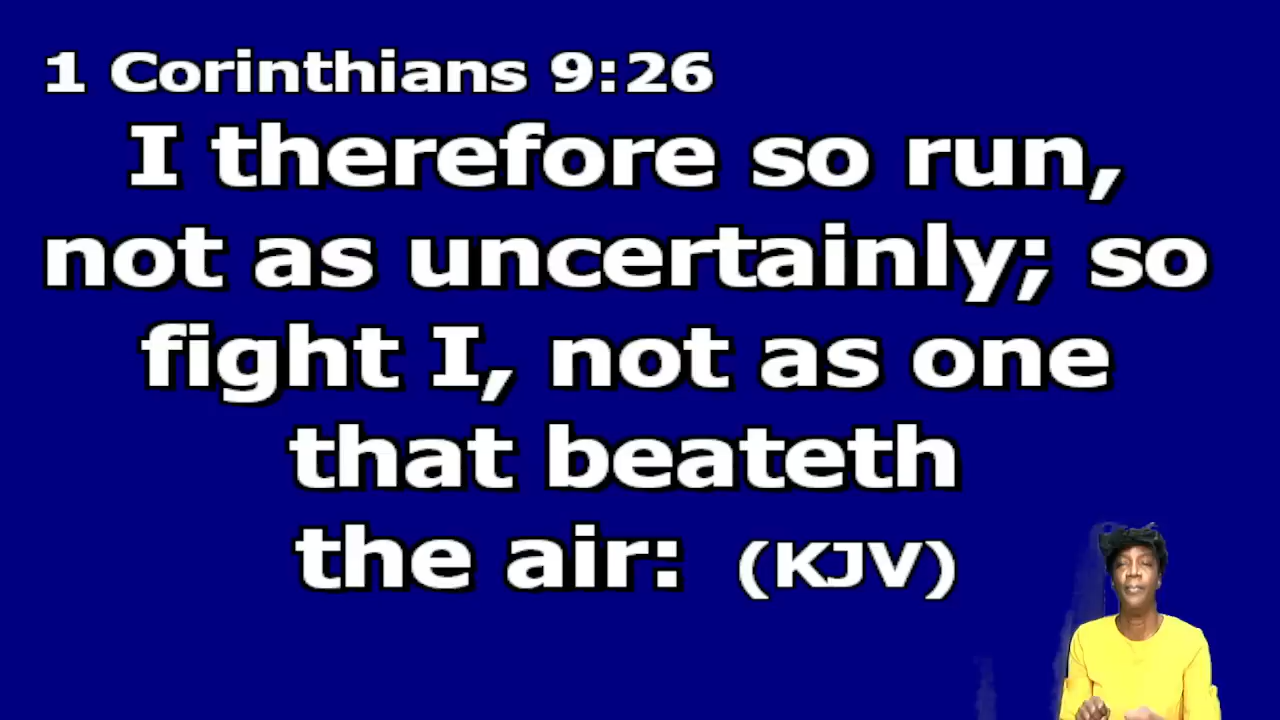 1 Corinthians 9:26
I therefore so run,
not as uncertainly; so
fight I, not as one
that beateth
the air: (KJV)